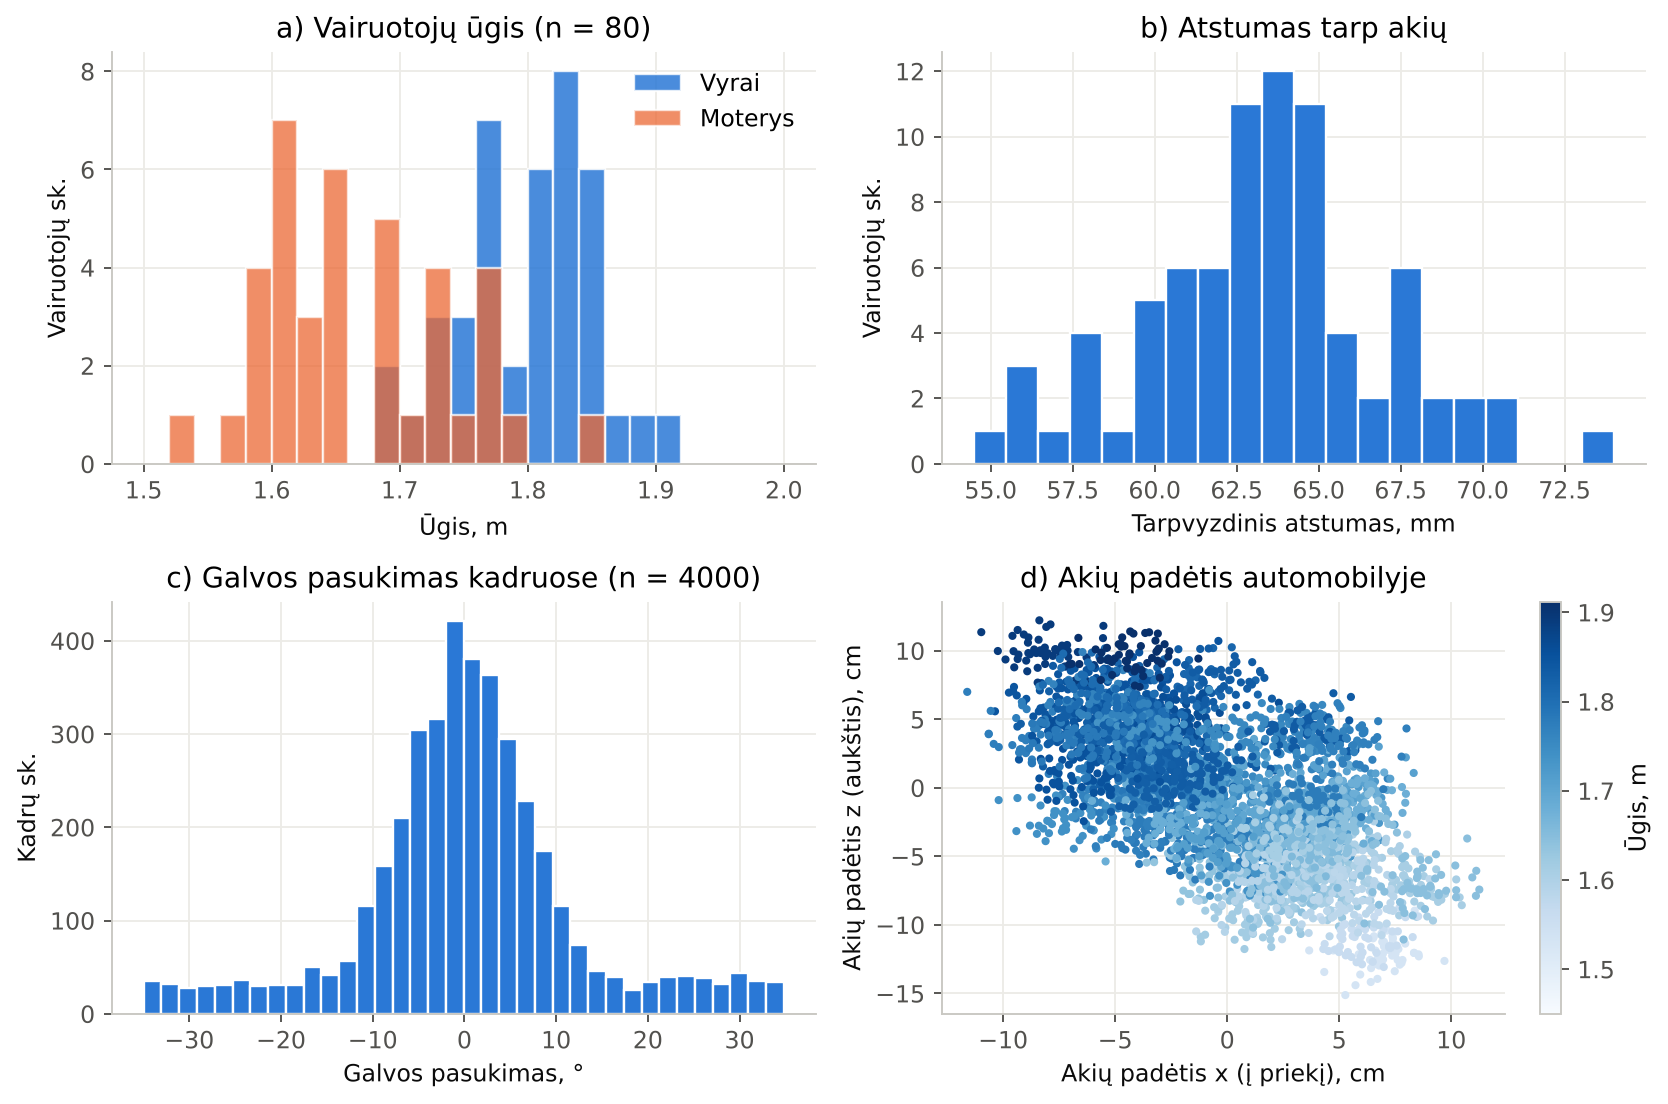 a) Vairuotojų ūgis (n = 80)
Vairuotojų sk.
8
6
4
2
0
Vyrai
Moterys
1.5 1.6 1.7 1.8 1.9 2.0
Ūgis, m
b) Atstumas tarp akių
Vairuotojų sk.
12
10
8
6
4
2
0
55.0 57.5 60.0 62.5 65.0 67.5 70.0 72.5
Tarpvyzdinis atstumas, mm
c) Galvos pasukimas kadruose (n = 4000)
Kadrų sk.
400
300
200
100
0
−30 −20 −10 0 10 20 30
Galvos pasukimas, °
d) Akių padėtis automobilyje
Akių padėtis z (aukštis), cm
10
5
0
−5
−10
−15
−10 −5 0 5 10
Akių padėtis x (į priekį), cm
1.9
1.8
1.7
1.6
1.5
Ūgis, m